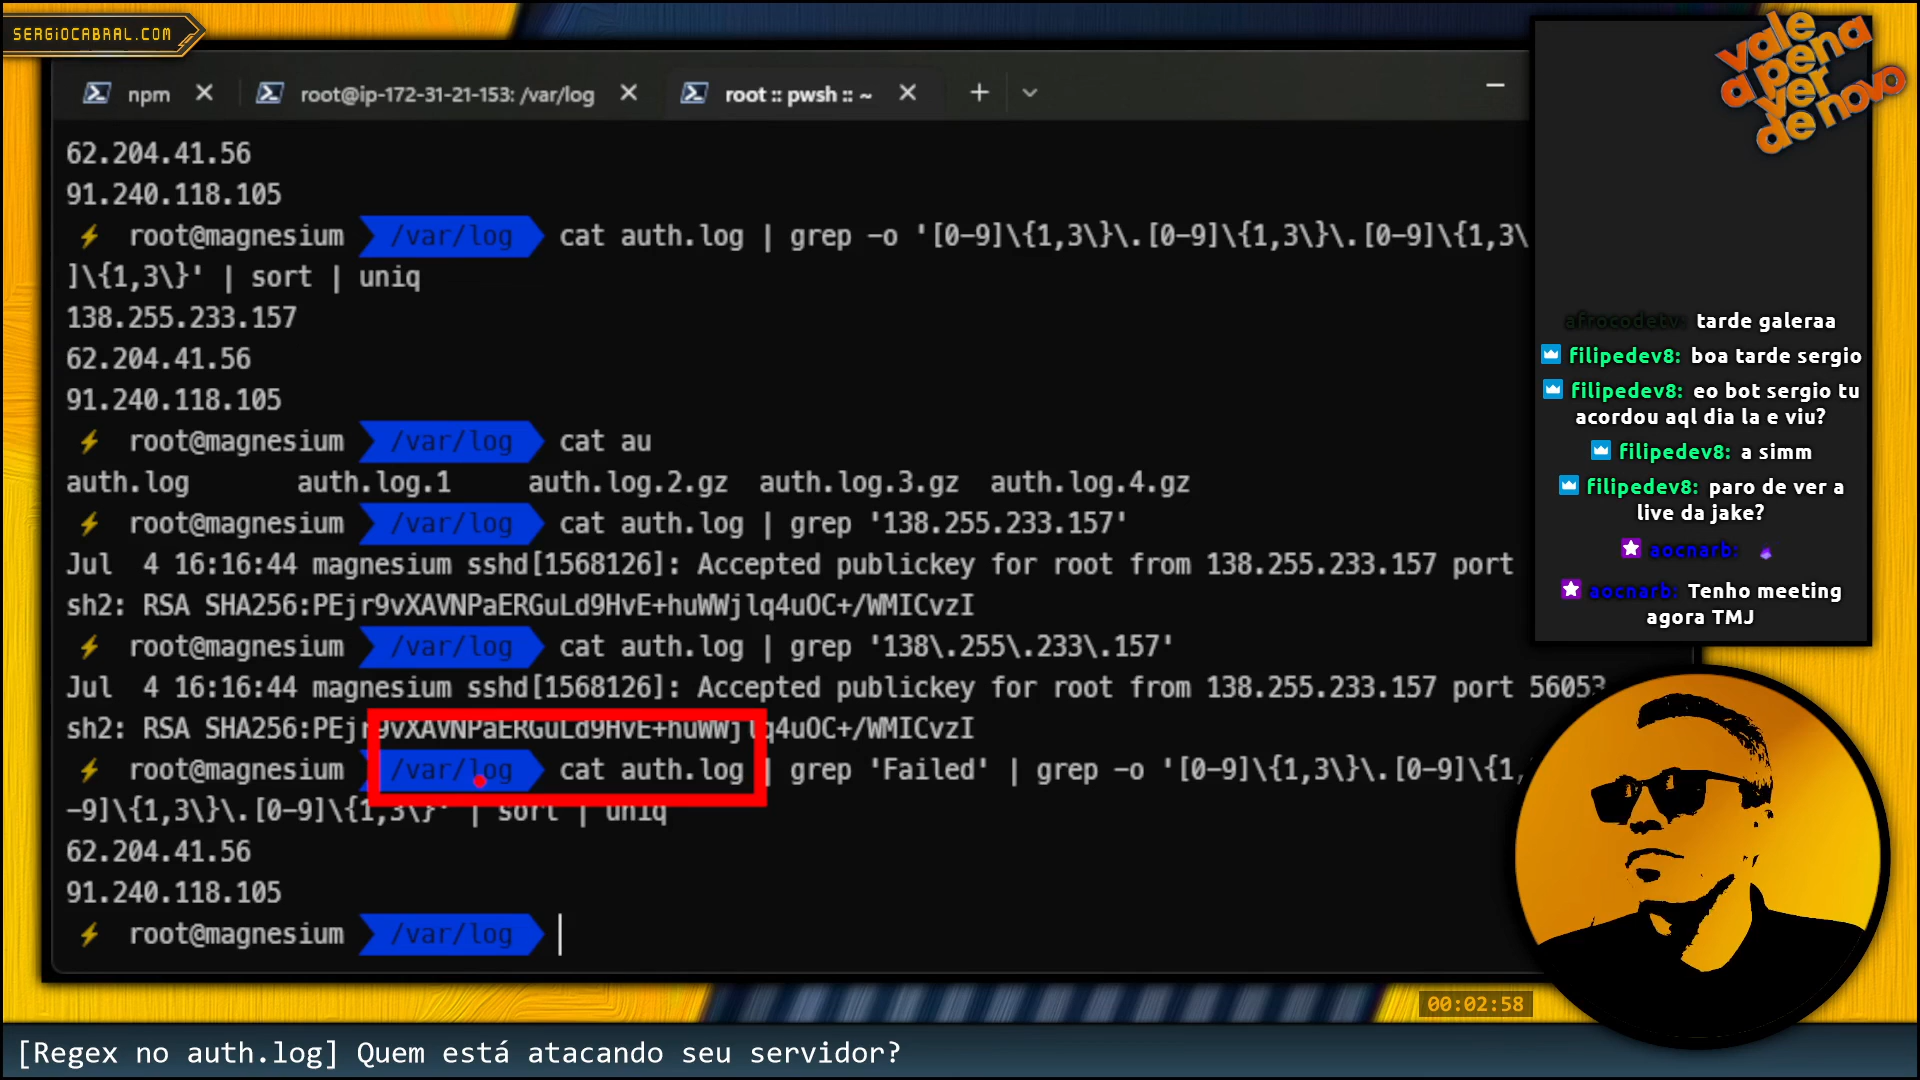 SERGIOCABRAL.COM
vale
a pena
ver
de novo
npm
root@ip-172-31-21-153: /var/log
root :: pwsh :: ~
62.204.41.56
91.240.118.105
root@magnesium /var/log cat auth.log | grep -o '[0-9]\{1,3\}\.[0-9]\{1,3\}\.[0-9]\{1,3\
]\{1,3\}' | sort | uniq
138.255.233.157
62.204.41.56
91.240.118.105
root@magnesium /var/log cat au
auth.log auth.log.1 auth.log.2.gz auth.log.3.gz auth.log.4.gz
root@magnesium /var/log cat auth.log | grep '138.255.233.157'
Jul 4 16:16:44 magnesium sshd[1568126]: Accepted publickey for root from 138.255.233.157 port
sh2: RSA SHA256:PEjr9vXAVNPaERGuLd9HvE+huWWjlq4uOC+/WMICvzI
root@magnesium /var/log cat auth.log | grep '138\.255\.233\.157'
Jul 4 16:16:44 magnesium sshd[1568126]: Accepted publickey for root from 138.255.233.157 port 56053
sh2: RSA SHA256:PEjr9vXAVNPaERGuLd9HvE+huWWjlq4uOC+/WMICvzI
root@magnesium /var/log cat auth.log | grep 'Failed' | grep -o '[0-9]\{1,3\}\.[0-9]\{1,
-9]\{1,3\}\.[0-9]\{1,3\}' | sort | uniq
62.204.41.56
91.240.118.105
root@magnesium /var/log
afrocodetv: tarde galeraa
filipedev8: boa tarde sergio
filipedev8: eo bot sergio tu
acordou aql dia la e viu?
filipedev8: a simm
filipedev8: paro de ver a
live da jake?
aocnarb:
aocnarb: Tenho meeting
agora TMJ
00:02:58
[Regex no auth.log] Quem está atacando seu servidor?